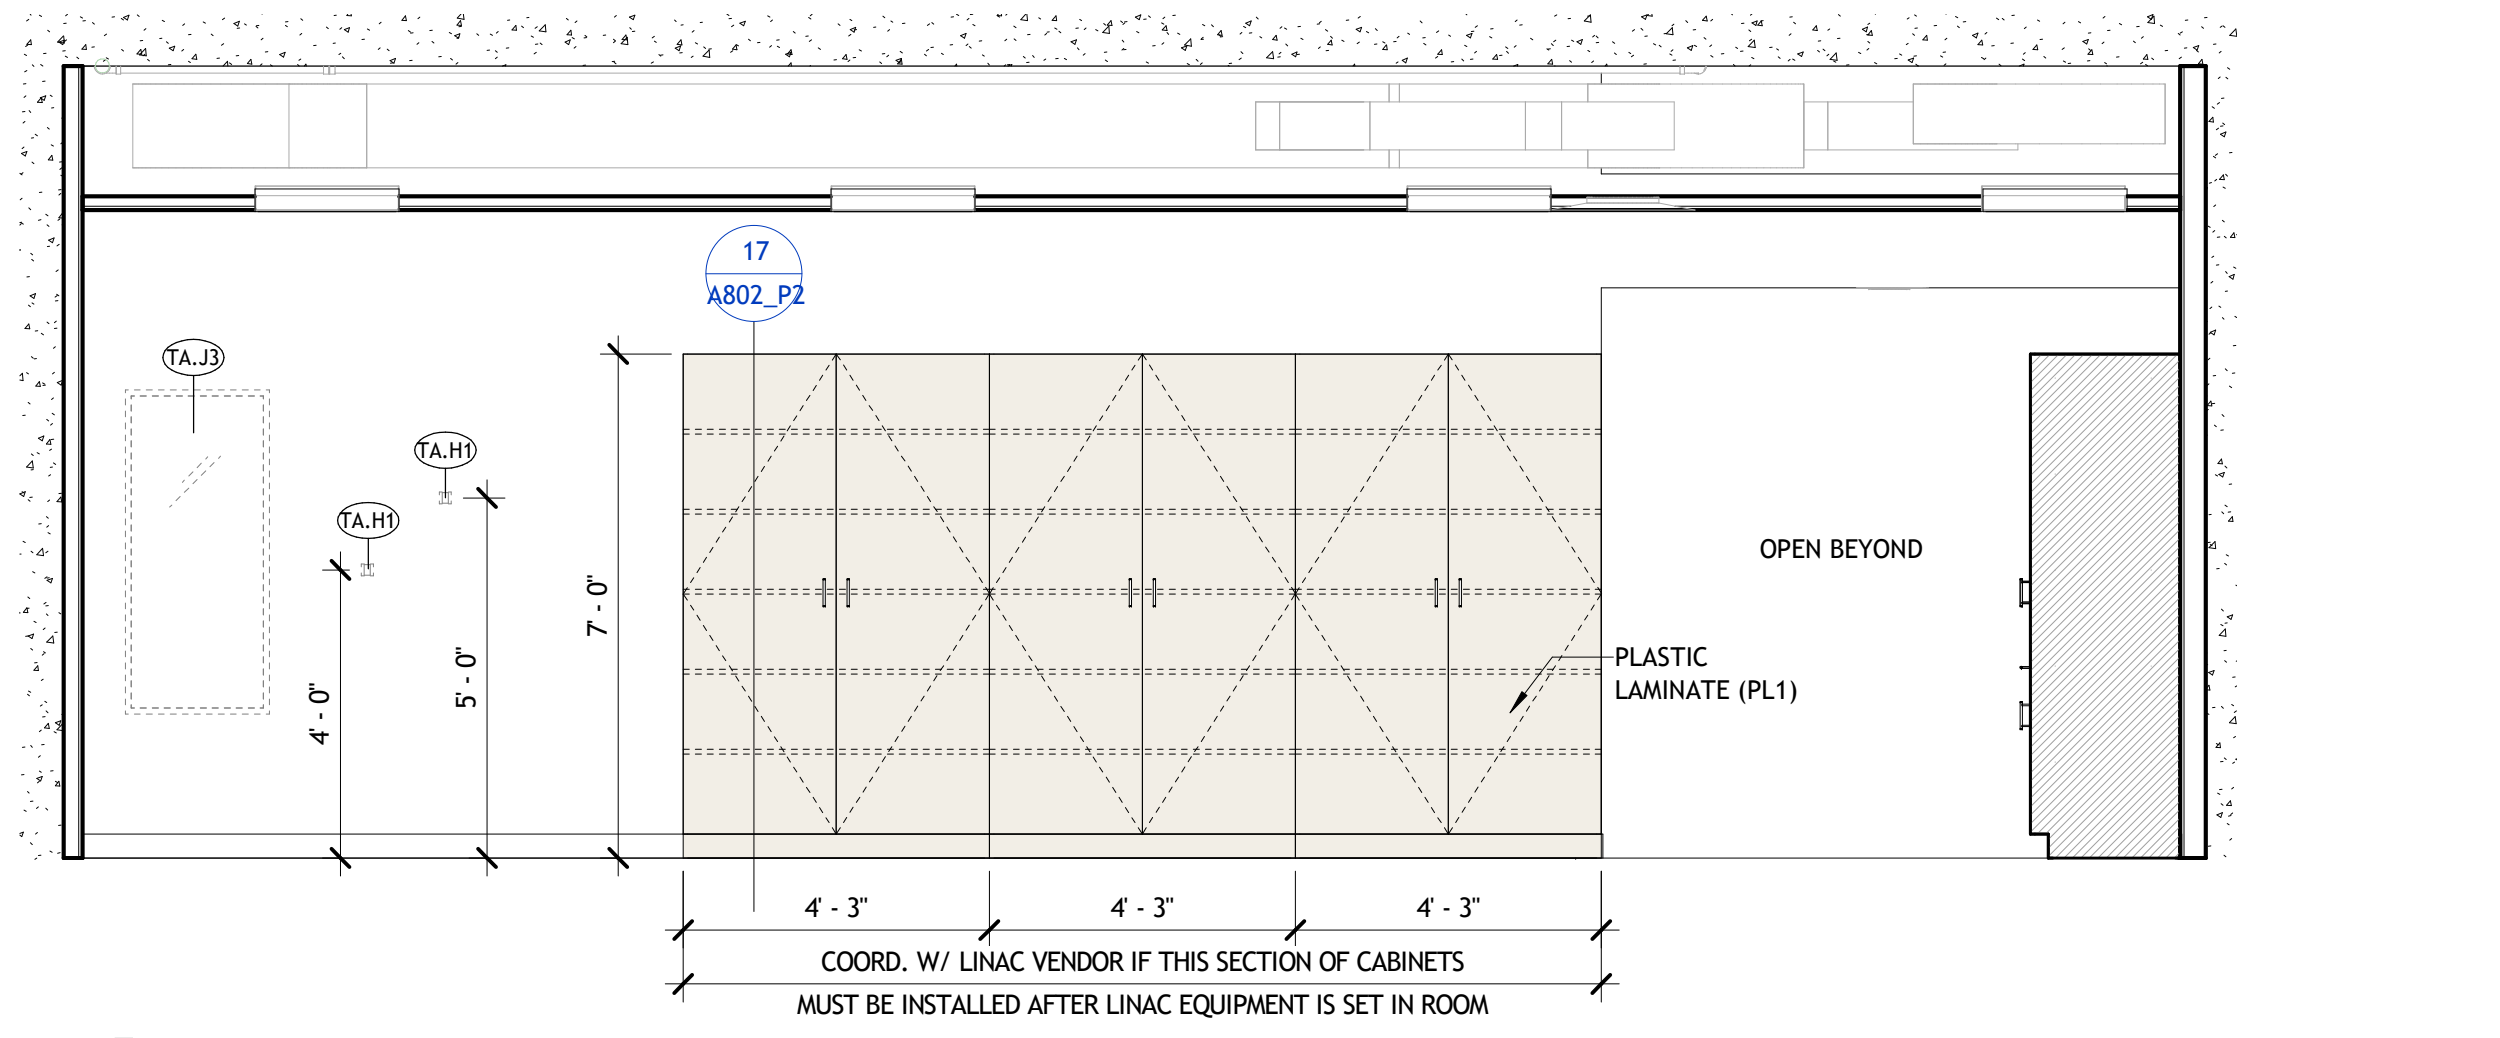 17
A802_P2
TA.J3
TA.H1
TA.H1
4' - 0"
5' - 0"
7' - 0"
OPEN BEYOND
PLASTIC
LAMINATE (PL1)
4' - 3"
4' - 3"
4' - 3"
COORD. W/ LINAC VENDOR IF THIS SECTION OF CABINETS
MUST BE INSTALLED AFTER LINAC EQUIPMENT IS SET IN ROOM